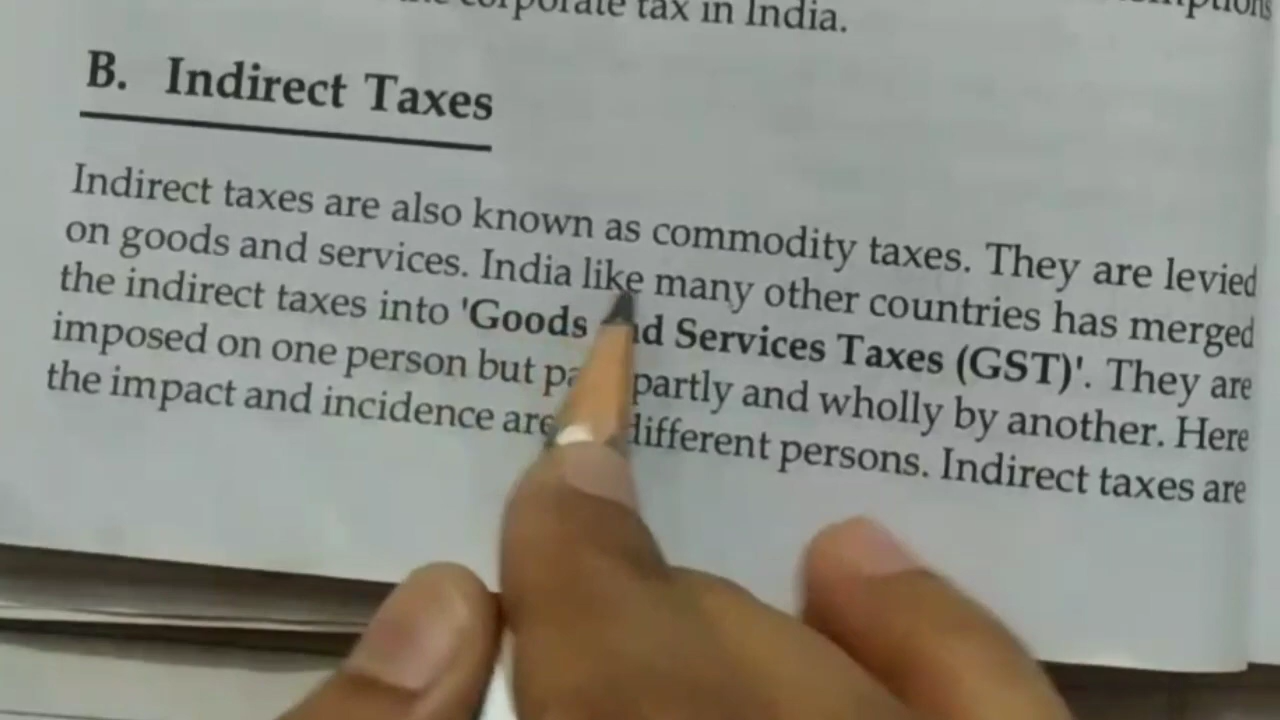 corporate tax in India.
B. Indirect Taxes
Indirect taxes are also known as commodity taxes. They are levied
on goods and services. India like many other countries has merged
the indirect taxes into 'Goods and Services Taxes (GST)'. They are
imposed on one person but partly and wholly by another. Here
the impact and incidence are different persons. Indirect taxes are